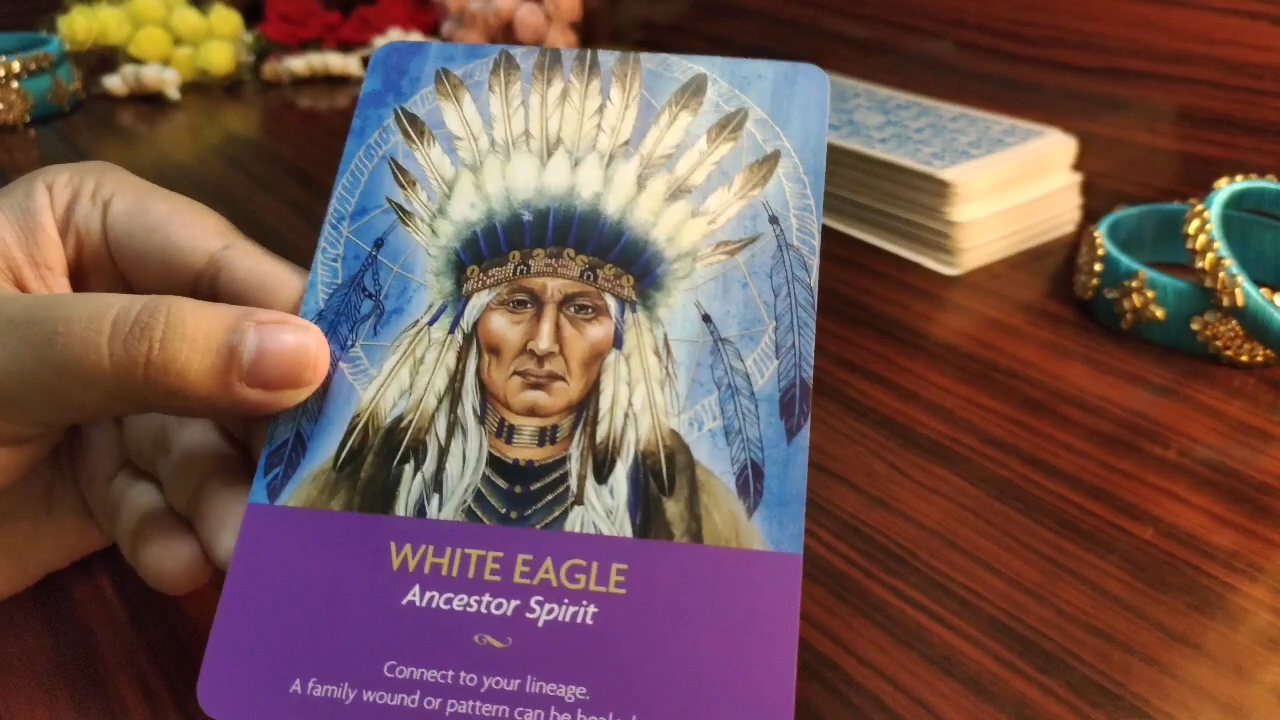 WHITE EAGLE
Ancestor Spirit
Connect to your lineage.
A family wound or pattern can be